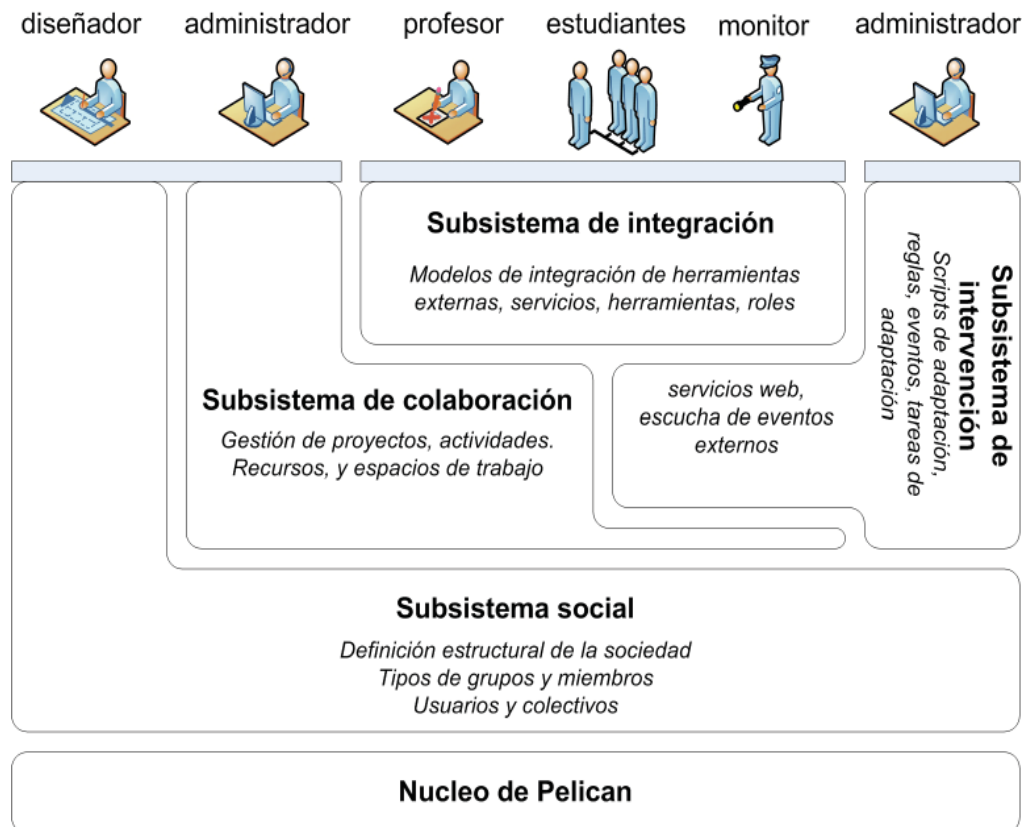 diseñador administrador profesor estudiantes monitor administrador
Subsistema de integración
Modelos de integración de herramientas
externas, servicios, herramientas, roles
Subsistema de colaboración
Gestión de proyectos, actividades.
Recursos, y espacios de trabajo
servicios web,
escucha de eventos
externos
Subsistema de
intervención
Scripts de adaptación,
reglas, eventos, tareas de
adaptación
Subsistema social
Definición estructural de la sociedad
Tipos de grupos y miembros
Usuarios y colectivos
Nucleo de Pelican